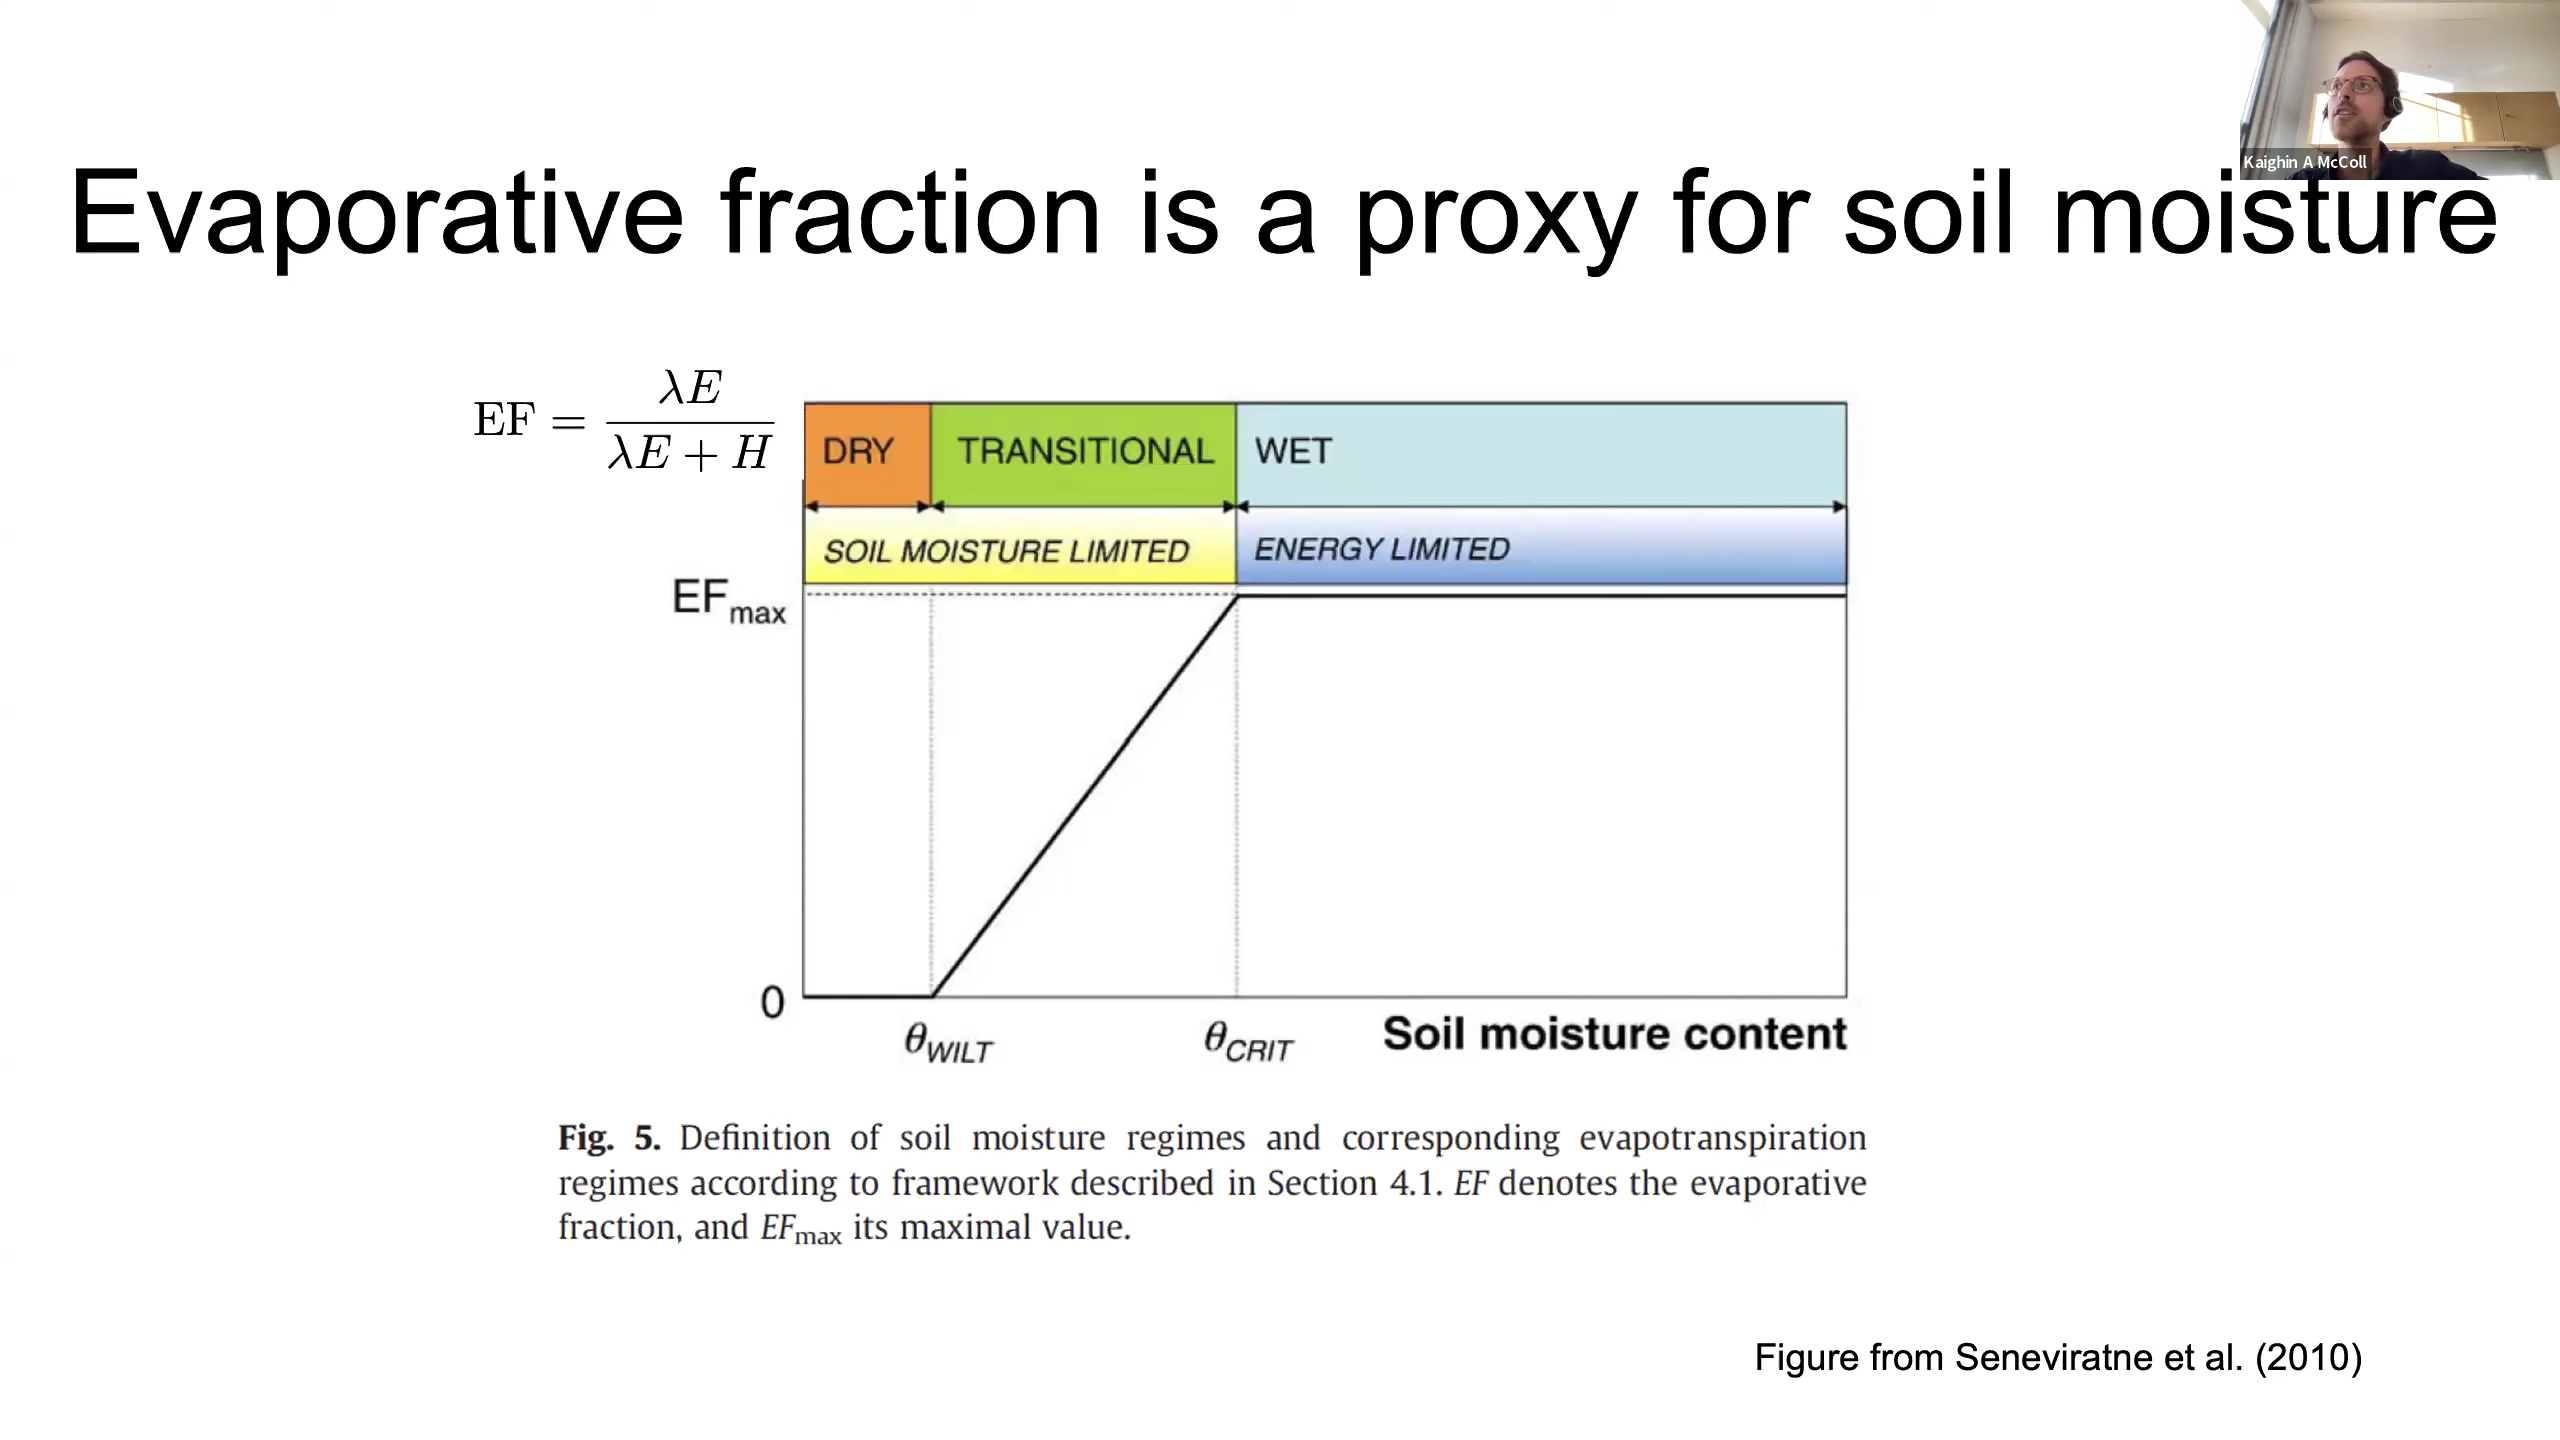 Kaighin A McColl
Evaporative fraction is a proxy for soil moisture
EF = λE / (λE + H)
DRY TRANSITIONAL WET
SOIL MOISTURE LIMITED ENERGY LIMITED
EFmax
0
θWILT θCRIT Soil moisture content
Fig. 5. Definition of soil moisture regimes and corresponding evapotranspiration
regimes according to framework described in Section 4.1. EF denotes the evaporative
fraction, and EFmax its maximal value.
Figure from Seneviratne et al. (2010)